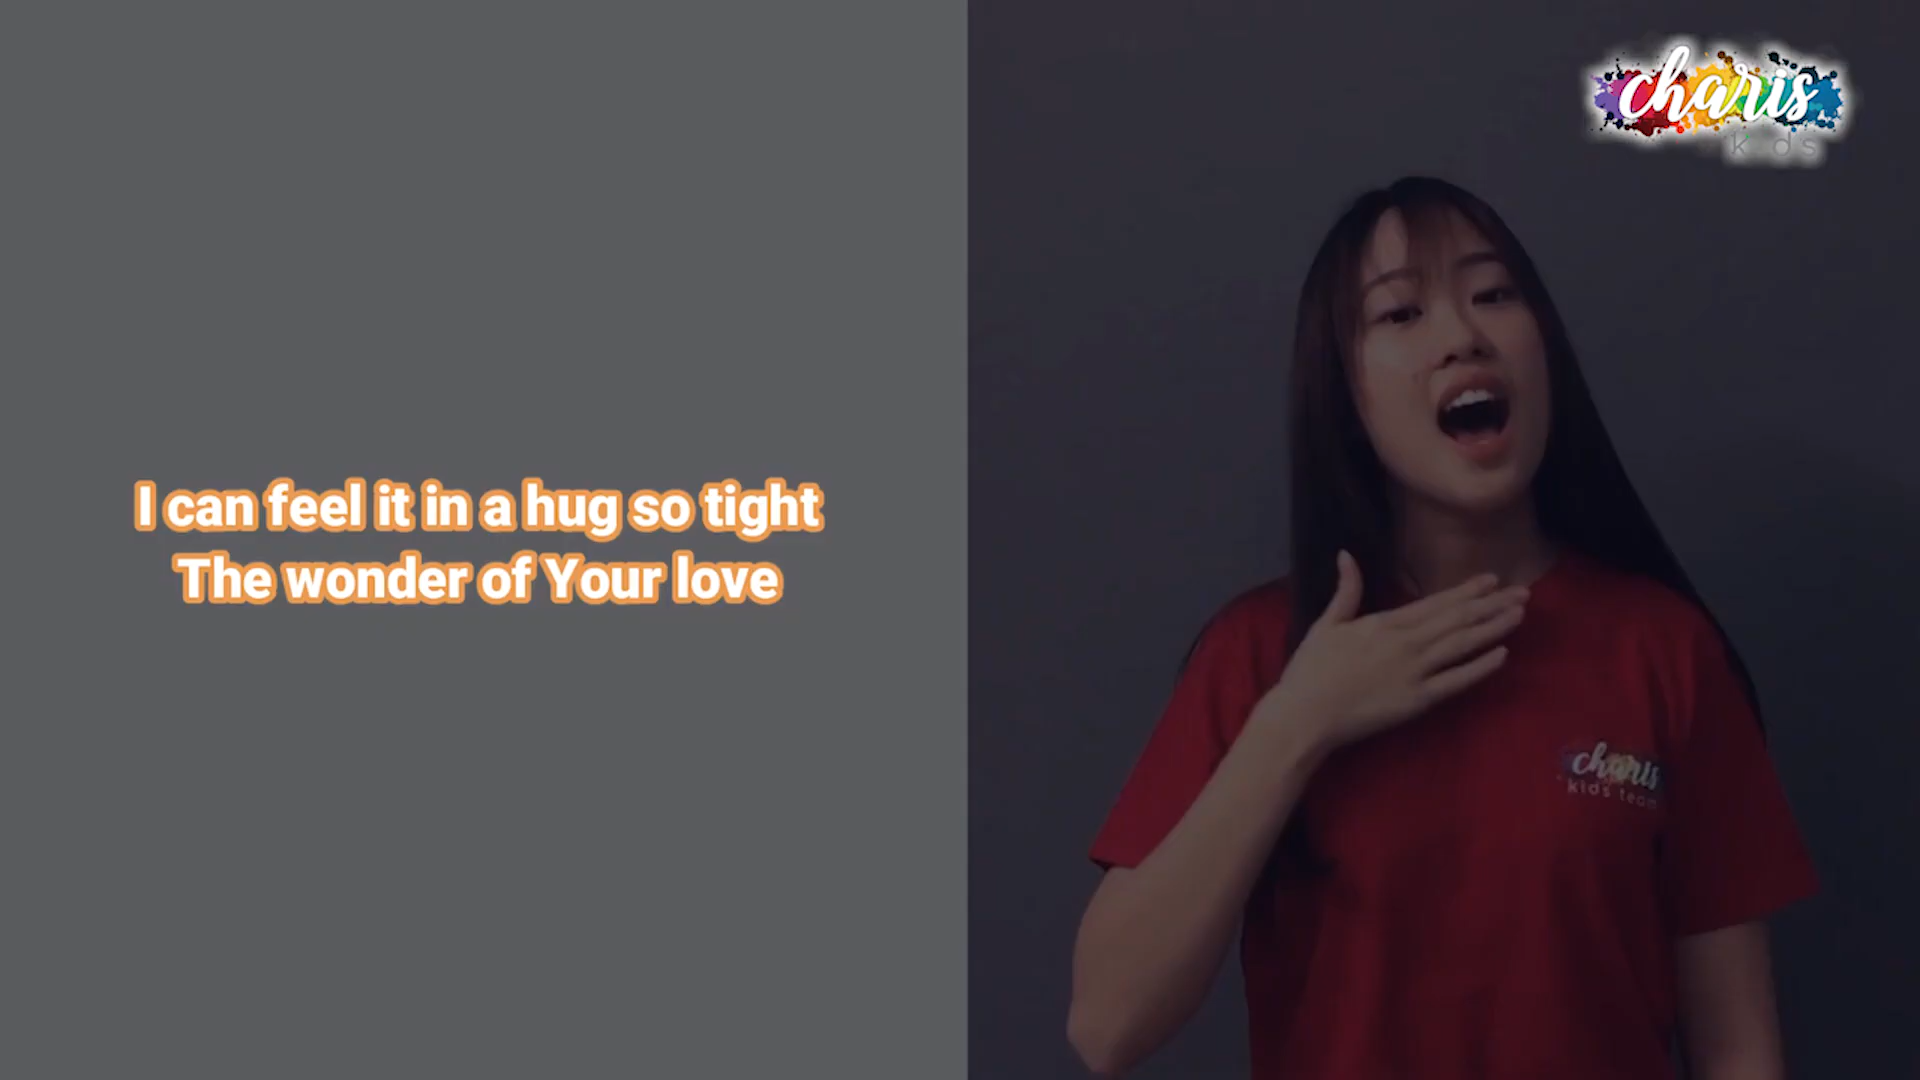 I can feel it in a hug so tight
The wonder of Your love
charis
kids
charis
kids team